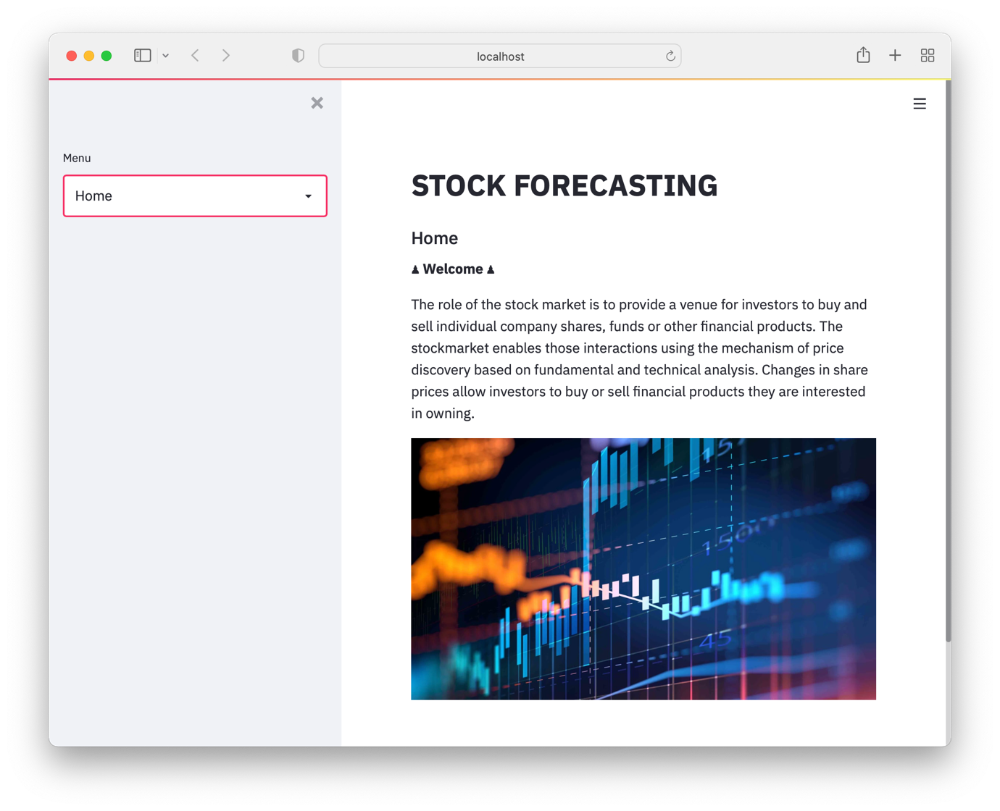 localhost
Menu
Home
STOCK FORECASTING
Home
♟ Welcome ♟
The role of the stock market is to provide a venue for investors to buy and
sell individual company shares, funds or other financial products. The
stockmarket enables those interactions using the mechanism of price
discovery based on fundamental and technical analysis. Changes in share
prices allow investors to buy or sell financial products they are interested
in owning.
45